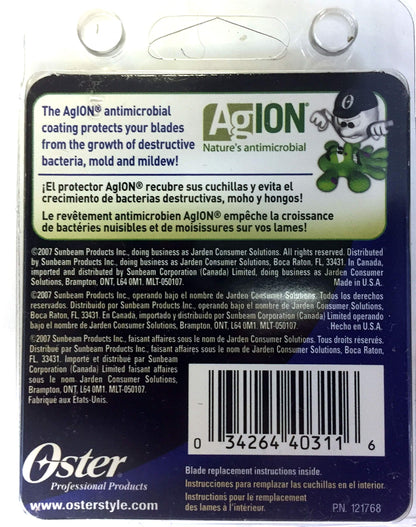 The AgION® antimicrobial
coating protects your blades
from the growth of destructive
bacteria, mold and mildew!
AgION®
Nature's antimicrobial
¡El protector AgION® recubre sus cuchillas y evita el
crecimiento de bacterias destructivas, moho y hongos!
Le revêtement antimicrobien AgION® empêche la croissance
de bactéries nuisibles et de moisissures sur vos lames!
©2007 Sunbeam Products Inc., doing business as Jarden Consumer Solutions. All rights reserved. Distributed
by Sunbeam Products Inc., doing business as Jarden Consumer Solutions, Boca Raton, FL, 33431. In Canada,
imported and distributed by Sunbeam Corporation (Canada) Limited, doing business as Jarden Consumer
Solutions, Brampton, ONT, L64 0M1. MLT-050107. Made in U.S.A.
©2007 Sunbeam Products Inc., operando bajo el nombre de Jarden Consumer Solutions. Todos los derechos
reservados. Distribuido por Sunbeam Products Inc., operando bajo el nombre de Jarden Consumer Solutions,
Boca Raton, FL, 33431. En Canadá, importado y distribuido por Sunbeam Corp. (Canada) Limited operando
bajo el nombre de Jarden Consumer Solutions, Brampton, ONT, L64 0M1. MLT-050107. Hecho en U.S.A.
©2007 Sunbeam Products Inc., faisant affaires sous le nom de Jarden Consumer Solutions. Tous droits réservés.
Distribué par Sunbeam Products Inc., faisant affaires sous le nom de Jarden Consumer Solutions, Boca Raton,
FL, 33431. Importé et distribué par Sunbeam
Corporation (Canada) Limited faisant affaires
sous le nom de Jarden Consumer Solutions,
Brampton, ONT, L64 0M1. MLT-050107.
Fabriqué aux États-Unis.
0 34264 40311 6
Oster
Professional Products
www.osterstyle.com
Blade replacement instructions inside.
Instrucciones para remplazar las cuchillas en el interior.
Instructions pour le remplacement
des lames à l'intérieur.
P.N. 121768